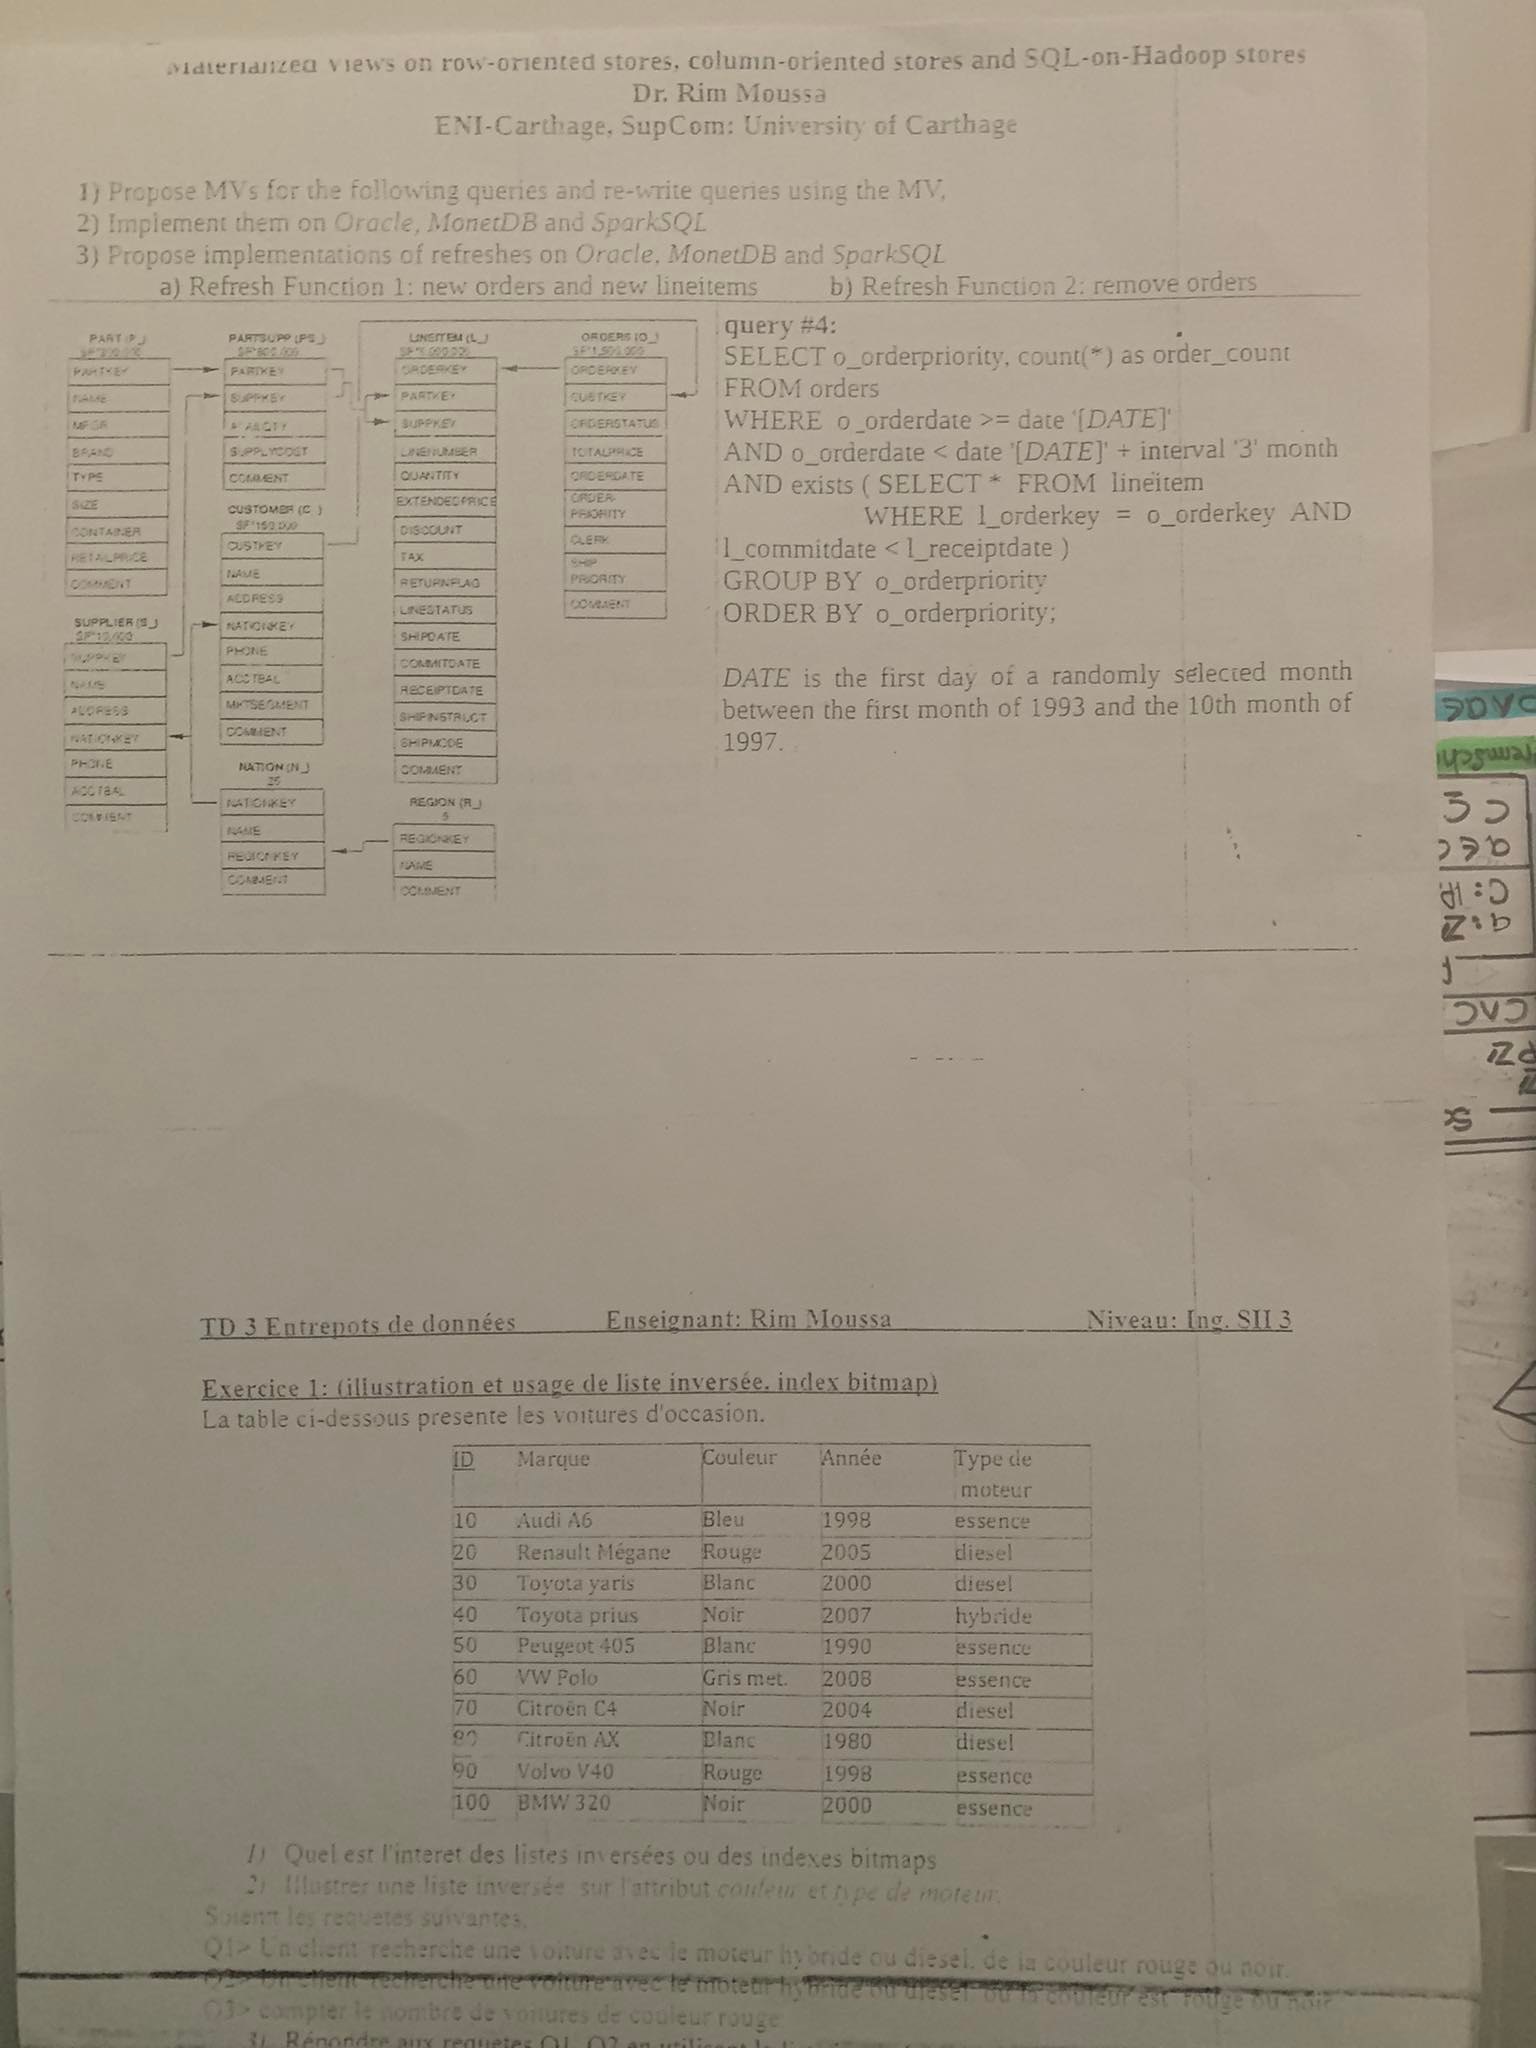 Materialized Views on row-oriented stores, column-oriented stores and SQL-on-Hadoop stores
Dr. Rim Moussa
ENI-Carthage, SupCom: University of Carthage
1) Propose MVs for the following queries and re-write queries using the MV,
2) Implement them on Oracle, MonetDB and SparkSQL
3) Propose implementations of refreshes on Oracle, MonetDB and SparkSQL
a) Refresh Function 1: new orders and new lineitems b) Refresh Function 2: remove orders
PART (P_)
PARTKEY
NAME
MFGR
BRAND
TYPE
SIZE
CONTAINER
RETAILPRICE
COMMENT
SUPPLIER (S_)
SF*10,000
SUPPKEY
NAME
ADDRESS
NATIONKEY
PHONE
ACCTBAL
COMMENT
PARTSUPP (PS_)
SF*800,000
PARTKEY
SUPPKEY
AVAILQTY
SUPPLYCOST
COMMENT
CUSTOMER (C_)
SF*150,000
CUSTKEY
NAME
ADDRESS
NATIONKEY
PHONE
ACCTBAL
MKTSEGMENT
COMMENT
NATION (N_)
25
NATIONKEY
NAME
REGIONKEY
COMMENT
LINEITEM (L_)
SF*6,000,000
ORDERKEY
PARTKEY
SUPPKEY
LINENUMBER
QUANTITY
EXTENDEDPRICE
DISCOUNT
TAX
RETURNFLAG
LINESTATUS
SHIPDATE
COMMITDATE
RECEIPTDATE
SHIPINSTRUCT
SHIPMODE
COMMENT
REGION (R_)
5
REGIONKEY
NAME
COMMENT
ORDERS (O_)
SF*1,500,000
ORDERKEY
CUSTKEY
ORDERSTATUS
TOTALPRICE
ORDERDATE
ORDER-
PRIORITY
CLERK
SHIP
PRIORITY
COMMENT
query #4:
SELECT o_orderpriority, count(*) as order_count
FROM orders
WHERE o_orderdate >= date '[DATE]'
AND o_orderdate < date '[DATE]' + interval '3' month
AND exists ( SELECT * FROM lineitem
WHERE l_orderkey = o_orderkey AND
l_commitdate < l_receiptdate )
GROUP BY o_orderpriority
ORDER BY o_orderpriority;
DATE is the first day of a randomly selected month
between the first month of 1993 and the 10th month of
1997.
TD 3 Entrepots de données Enseignant: Rim Moussa Niveau: Ing. SII 3
Exercice 1: (illustration et usage de liste inversée, index bitmap)
La table ci-dessous presente les voitures d'occasion.
ID Marque Couleur Année Type de
moteur
10 Audi A6 Bleu 1998 essence
20 Renault Mégane Rouge 2005 diesel
30 Toyota yaris Blanc 2000 diesel
40 Toyota prius Noir 2007 hybride
50 Peugeot 405 Blanc 1990 essence
60 VW Polo Gris met. 2008 essence
70 Citroën C4 Noir 2004 diesel
80 Citroën AX Blanc 1980 diesel
90 Volvo V40 Rouge 1998 essence
100 BMW 320 Noir 2000 essence
1) Quel est l'interet des listes inversées ou des indexes bitmaps
2) Illustrer une liste inversée sur l'attribut couleur et type de moteur.
Soient les requetes suivantes.
Q1> Un client recherche une voiture avec le moteur hybride ou diesel, de la couleur rouge ou noir.
Q2> Un client recherche une voiture avec le moteur hybride ou diesel ou la couleur est rouge ou noir
Q3> compter le nombre de voitures de couleur rouge
3) Répondre aux requetes Q1, Q2 en utilisant